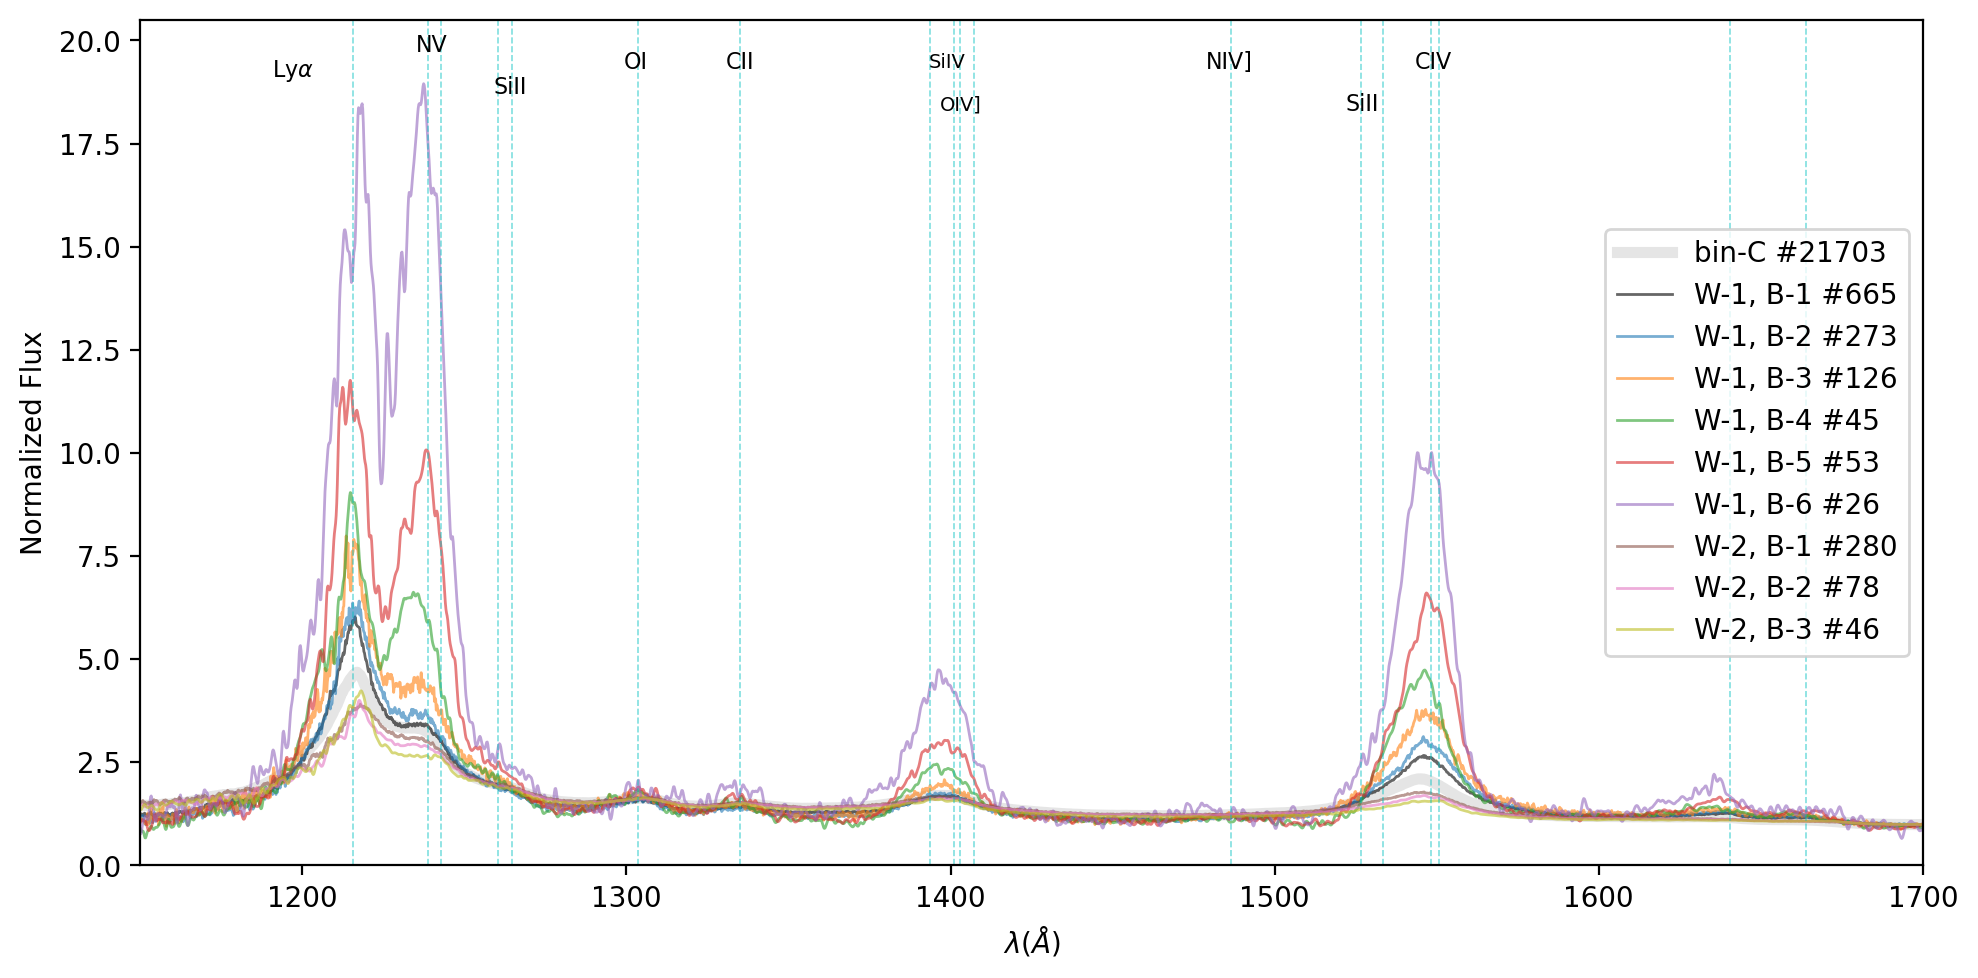 20.0
17.5
15.0
12.5
10.0
7.5
5.0
2.5
0.0
Normalized Flux
Lyα
NV
SiII
OI
CII
SiIV
OIV]
NIV]
SiII
CIV
bin-C #21703
W-1, B-1 #665
W-1, B-2 #273
W-1, B-3 #126
W-1, B-4 #45
W-1, B-5 #53
W-1, B-6 #26
W-2, B-1 #280
W-2, B-2 #78
W-2, B-3 #46
1200 1300 1400 1500 1600 1700
λ(Å)